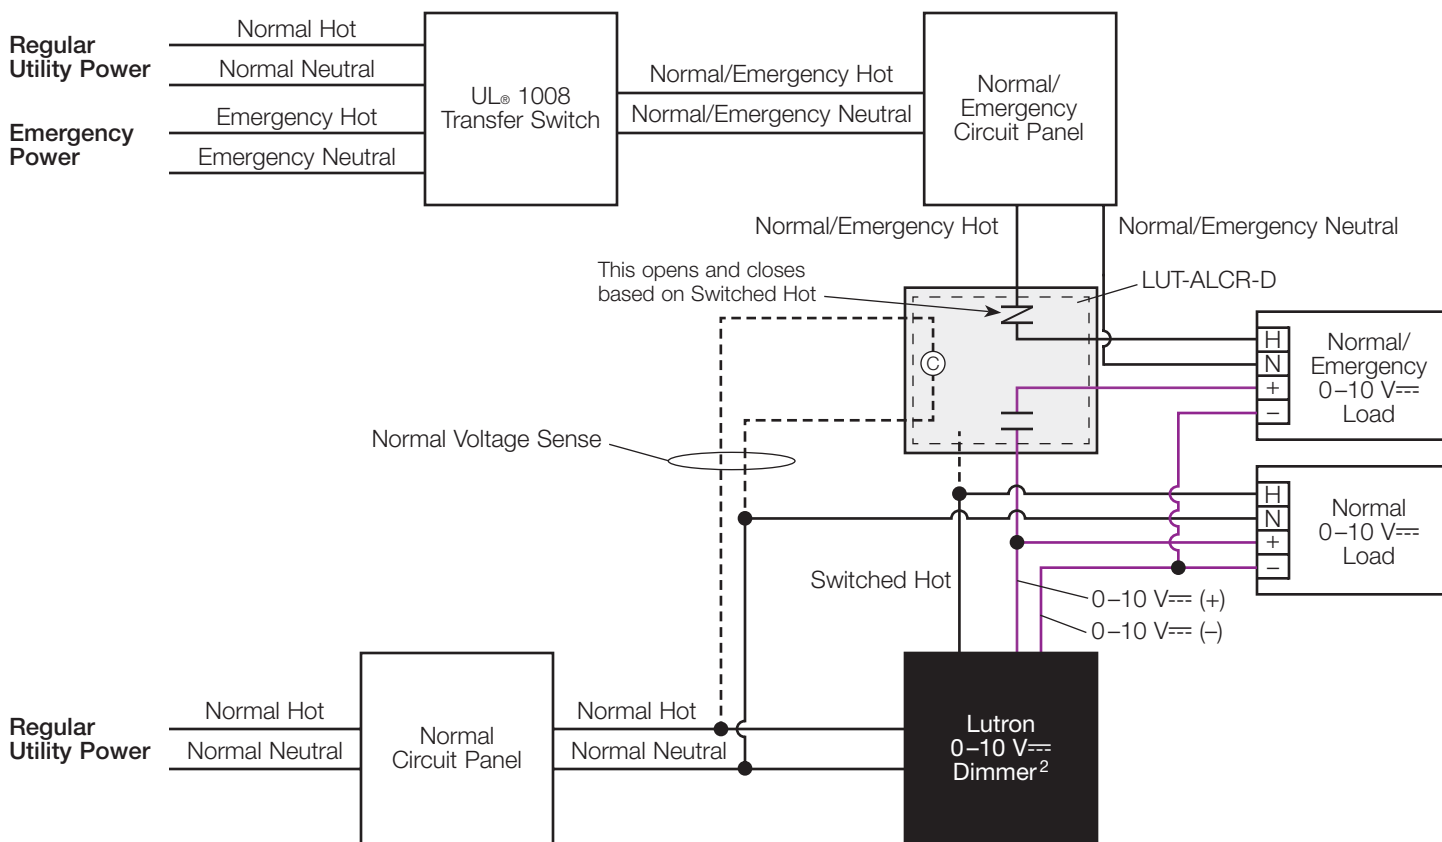 Regular
Utility Power
Normal Hot
Normal Neutral
Emergency
Power
Emergency Hot
Emergency Neutral
UL® 1008
Transfer Switch
Normal/Emergency Hot
Normal/Emergency Neutral
Normal/
Emergency
Circuit Panel
Normal/Emergency Hot
Normal/Emergency Neutral
This opens and closes
based on Switched Hot
LUT-ALCR-D
C
H
N
+
–
Normal/
Emergency
0–10 V⎓
Load
Normal Voltage Sense
H
N
+
–
Normal
0–10 V⎓
Load
Switched Hot
0–10 V⎓ (+)
0–10 V⎓ (–)
Regular
Utility Power
Normal Hot
Normal Neutral
Normal
Circuit Panel
Normal Hot
Normal Neutral
Lutron
0–10 V⎓
Dimmer²